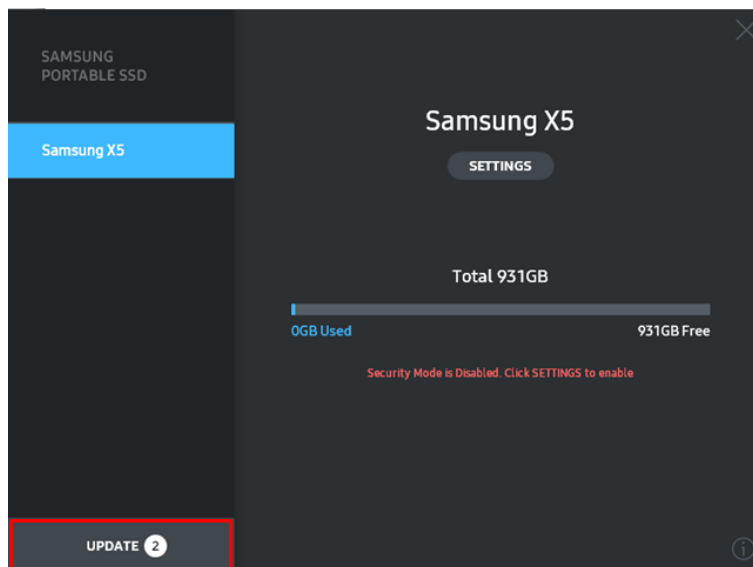 SAMSUNG
PORTABLE SSD
Samsung X5
Samsung X5
SETTINGS
Total 931GB
0GB Used
931GB Free
Security Mode is Disabled. Click SETTINGS to enable
UPDATE 2